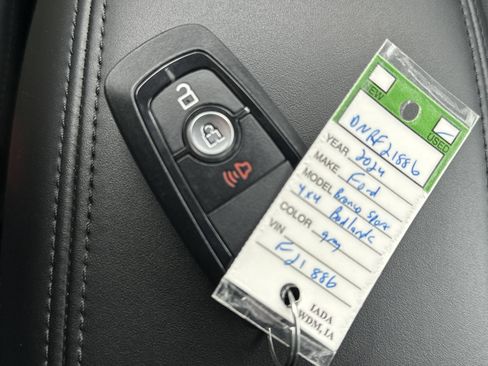 NEW USED
DNRF21886
YEAR 2024
MAKE Ford
MODEL Bronco Sport
4x4 Badlands
COLOR gray
VIN
F21886
IADA
WDM, IA